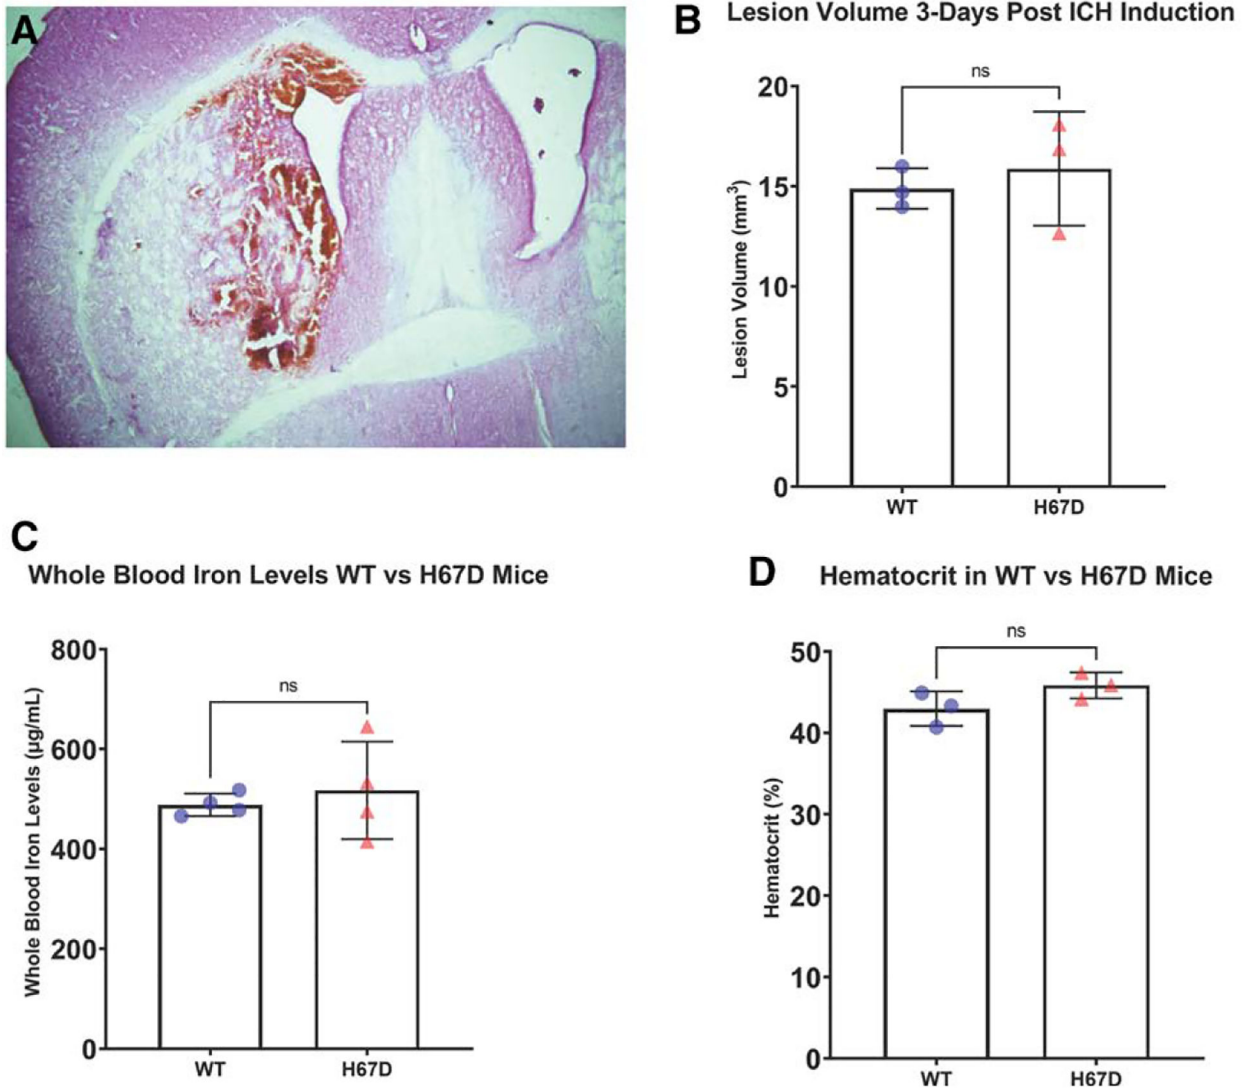 A
B
Lesion Volume 3-Days Post ICH Induction
Lesion Volume (mm³)
20
15
10
5
0
ns
WT
H67D
C
Whole Blood Iron Levels WT vs H67D Mice
Whole Blood Iron Levels (µg/mL)
800
600
400
200
0
ns
WT
H67D
D
Hematocrit in WT vs H67D Mice
Hematocrit (%)
50
40
30
20
10
0
ns
WT
H67D